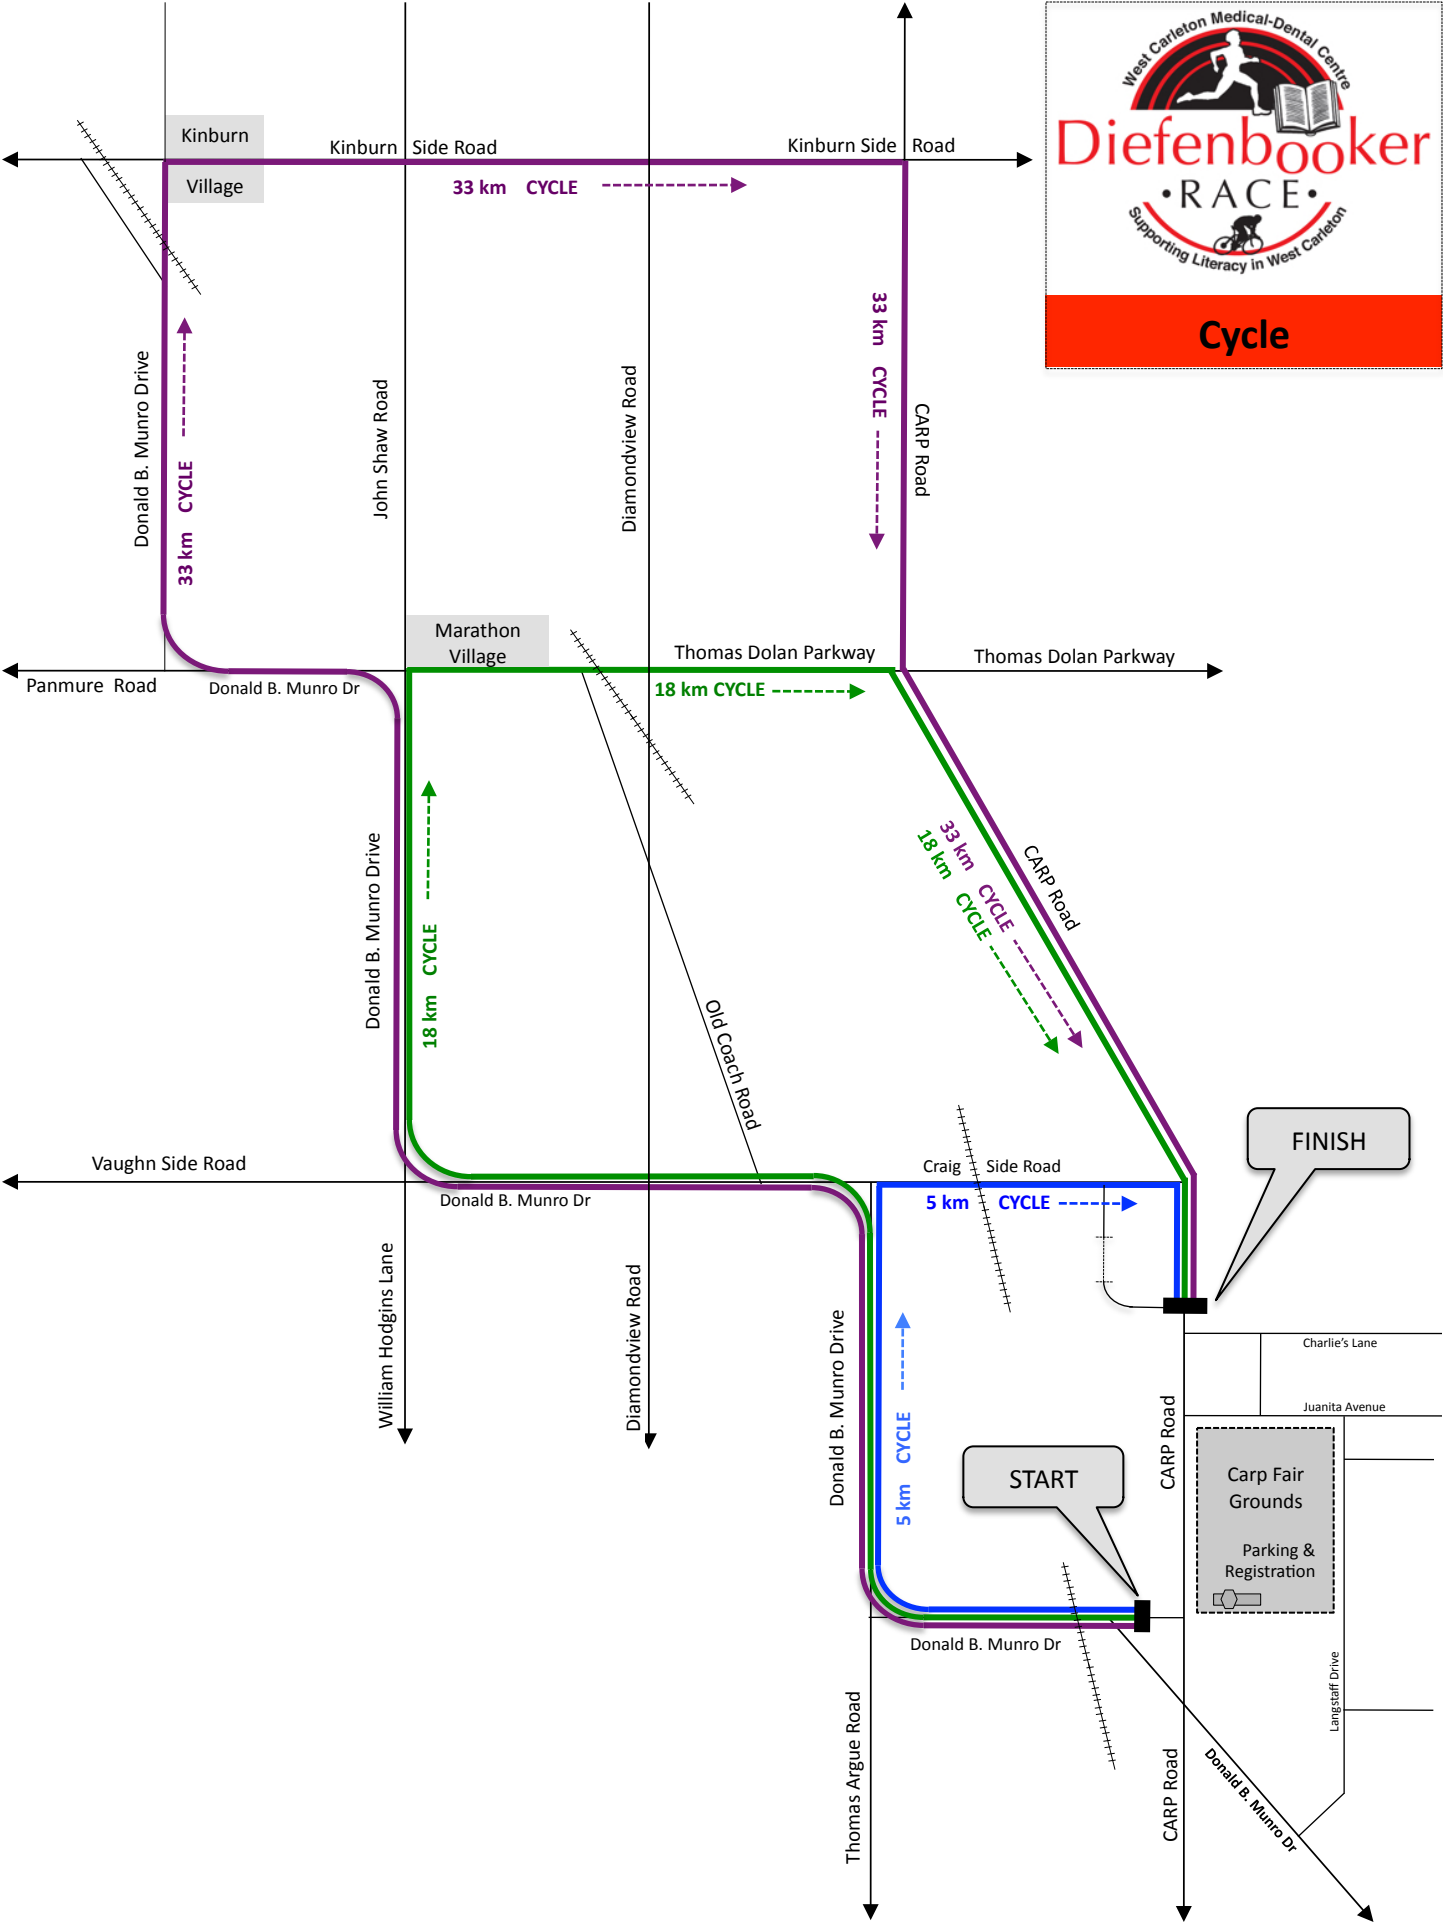 West Carleton Medical-Dental Centre
Diefenbooker
•RACE•
Supporting Literacy in West Carleton
Cycle
Kinburn
Village
Kinburn Side Road
Kinburn Side Road
33 km CYCLE
33 km CYCLE
CARP Road
Donald B. Munro Drive
33 km CYCLE
John Shaw Road
Diamondview Road
Marathon
Village
Thomas Dolan Parkway
Thomas Dolan Parkway
18 km CYCLE
Panmure Road
Donald B. Munro Dr
Donald B. Munro Drive
18 km CYCLE
33 km CYCLE
18 km CYCLE
CARP Road
Old Coach Road
FINISH
Vaughn Side Road
Donald B. Munro Dr
Craig Side Road
5 km CYCLE
William Hodgins Lane
Diamondview Road
Donald B. Munro Drive
5 km CYCLE
Charlie's Lane
Juanita Avenue
CARP Road
START
Carp Fair
Grounds
Parking &
Registration
Donald B. Munro Dr
Thomas Argue Road
CARP Road
Donald B. Munro Dr
Langstaff Drive